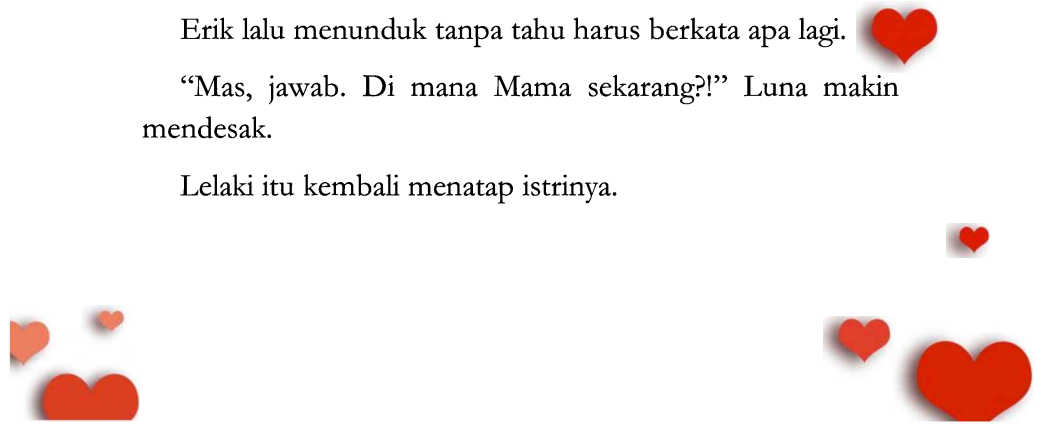 Erik lalu menunduk tanpa tahu harus berkata apa lagi.
“Mas, jawab. Di mana Mama sekarang?!” Luna makin
mendesak.
Lelaki itu kembali menatap istrinya.